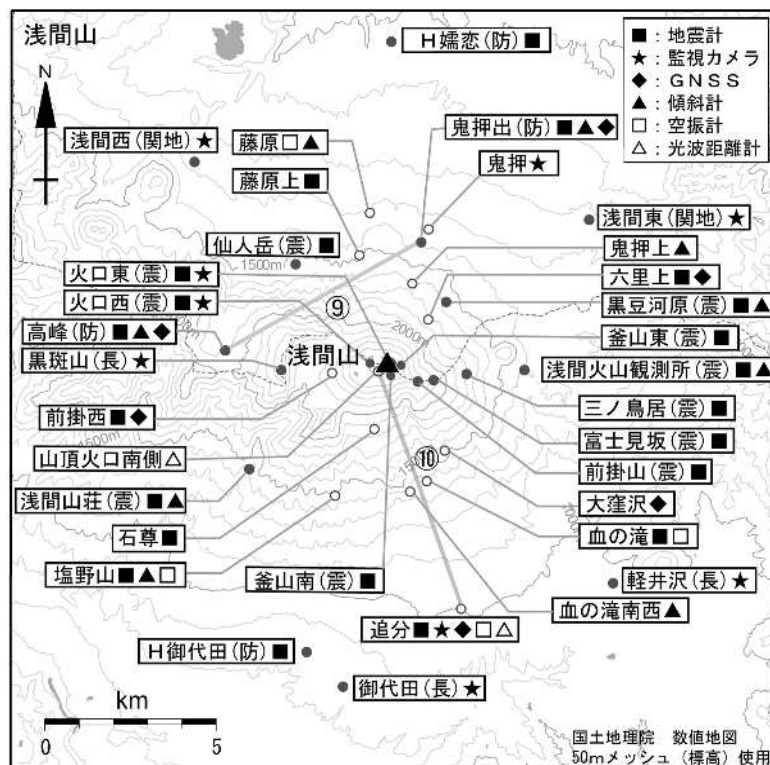 浅間山
N
H嬬恋(防)■
■:地震計
★:監視カメラ
◆:GNSS
▲:傾斜計
□:空振計
△:光波距離計
浅間西(関地)★
藤原□▲
藤原上■
鬼押出(防)■▲◆
鬼押★
浅間東(関地)★
仙人岳(震)■
1500m
鬼押上▲
火口東(震)■★
火口西(震)■★
六里上■◆
黒豆河原(震)■▲
高峰(防)■▲◆
⑨
2000m
釜山東(震)■
黒斑山(長)★
浅間山
浅間火山観測所(震)■▲
前掛西■◆
三ノ鳥居(震)■
富士見坂(震)■
山頂火口南側△
1500m
⑩
前掛山(震)■
浅間山荘(震)■▲
大窪沢◆
石尊■
血の滝■□
塩野山■▲□
釜山南(震)■
軽井沢(長)★
追分■★◆□△
血の滝南西▲
H御代田(防)■
御代田(長)★
km
0 5
国土地理院 数値地図
50mメッシュ(標高)使用